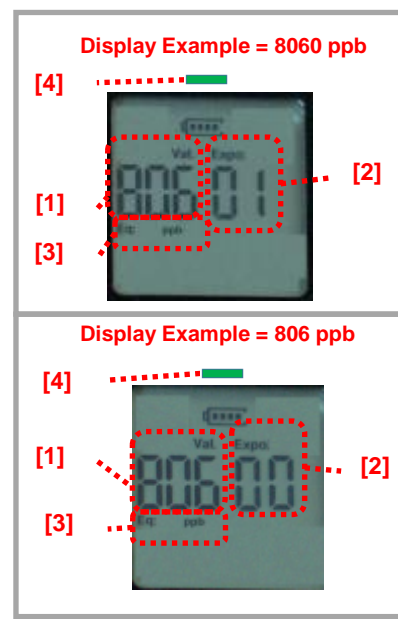 Display Example = 8060 ppb
[4]
Val. Expo:
[1] 806 01 [2]
[3] Eq: ppb
Display Example = 806 ppb
[4]
Val. Expo:
[1] 806 00 [2]
[3] Eq: ppb